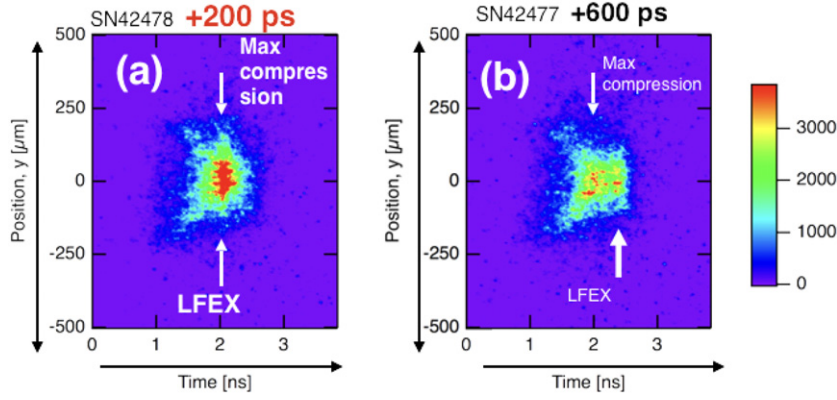 SN42478 +200 ps
500
250
0
-250
-500
Position, y [µm]
(a)
Max
compres
sion
LFEX
0 1 2 3
Time [ns]
SN42477 +600 ps
500
250
0
-250
-500
Position, y [µm]
(b)
Max
compression
LFEX
0 1 2 3
Time [ns]
3000
2000
1000
0